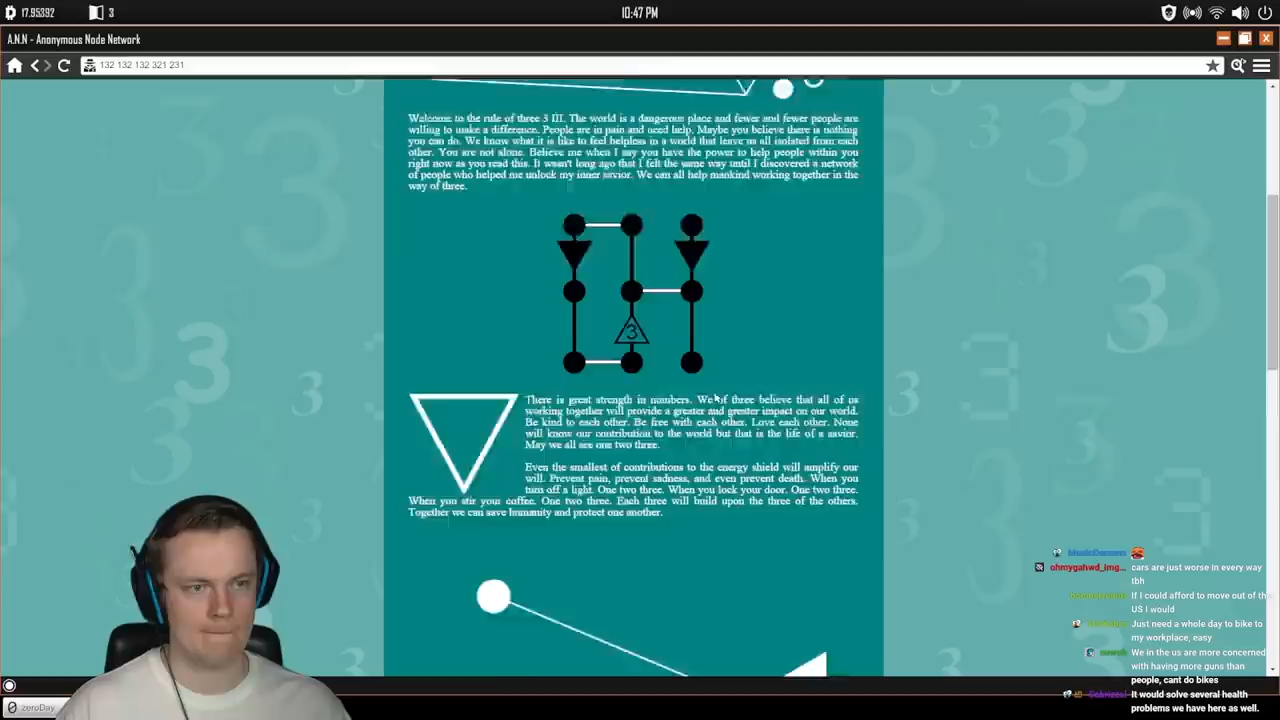 17.95392
3
10:47 PM
A.N.N - Anonymous Node Network
132 132 132 321 231
Welcome to the rule of three 3 III. The world is a dangerous place and fewer and fewer people are
willing to make a difference. People are in pain and need help. Maybe you believe there is nothing
you can do. We know what it is like to feel helpless in a world that leave us all isolated from each
other. You are not alone. Believe me when I say you have the power to help people within you
right now as you read this. It wasn't long ago that I felt the same way until I discovered a network
of people who helped me unlock my inner savior. We can all help mankind working together in the
way of three.
3
There is great strength in numbers. We of three believe that all of us
working together will provide a greater and greater impact on our world.
Be kind to each other. Be free with each other. Love each other. None
will know our contribution to the world but that is the life of a savior.
May we all see one two three.
Even the smallest of contributions to the energy shield will amplify our
will. Prevent pain, prevent sadness, and even prevent death. When you
turn off a light. One two three. When you lock your door. One two three.
When you stir your coffee. One two three. Each three will build upon the three of the others.
Together we can save humanity and protect one another.
ohmygahwd_img... cars are just worse in every way
tbh
If I could afford to move out of the
US I would
Just need a whole day to bike to
my workplace, easy
We in the us are more concerned
with having more guns than
people, cant do bikes
It would solve several health
problems we have here as well.
zeroDay